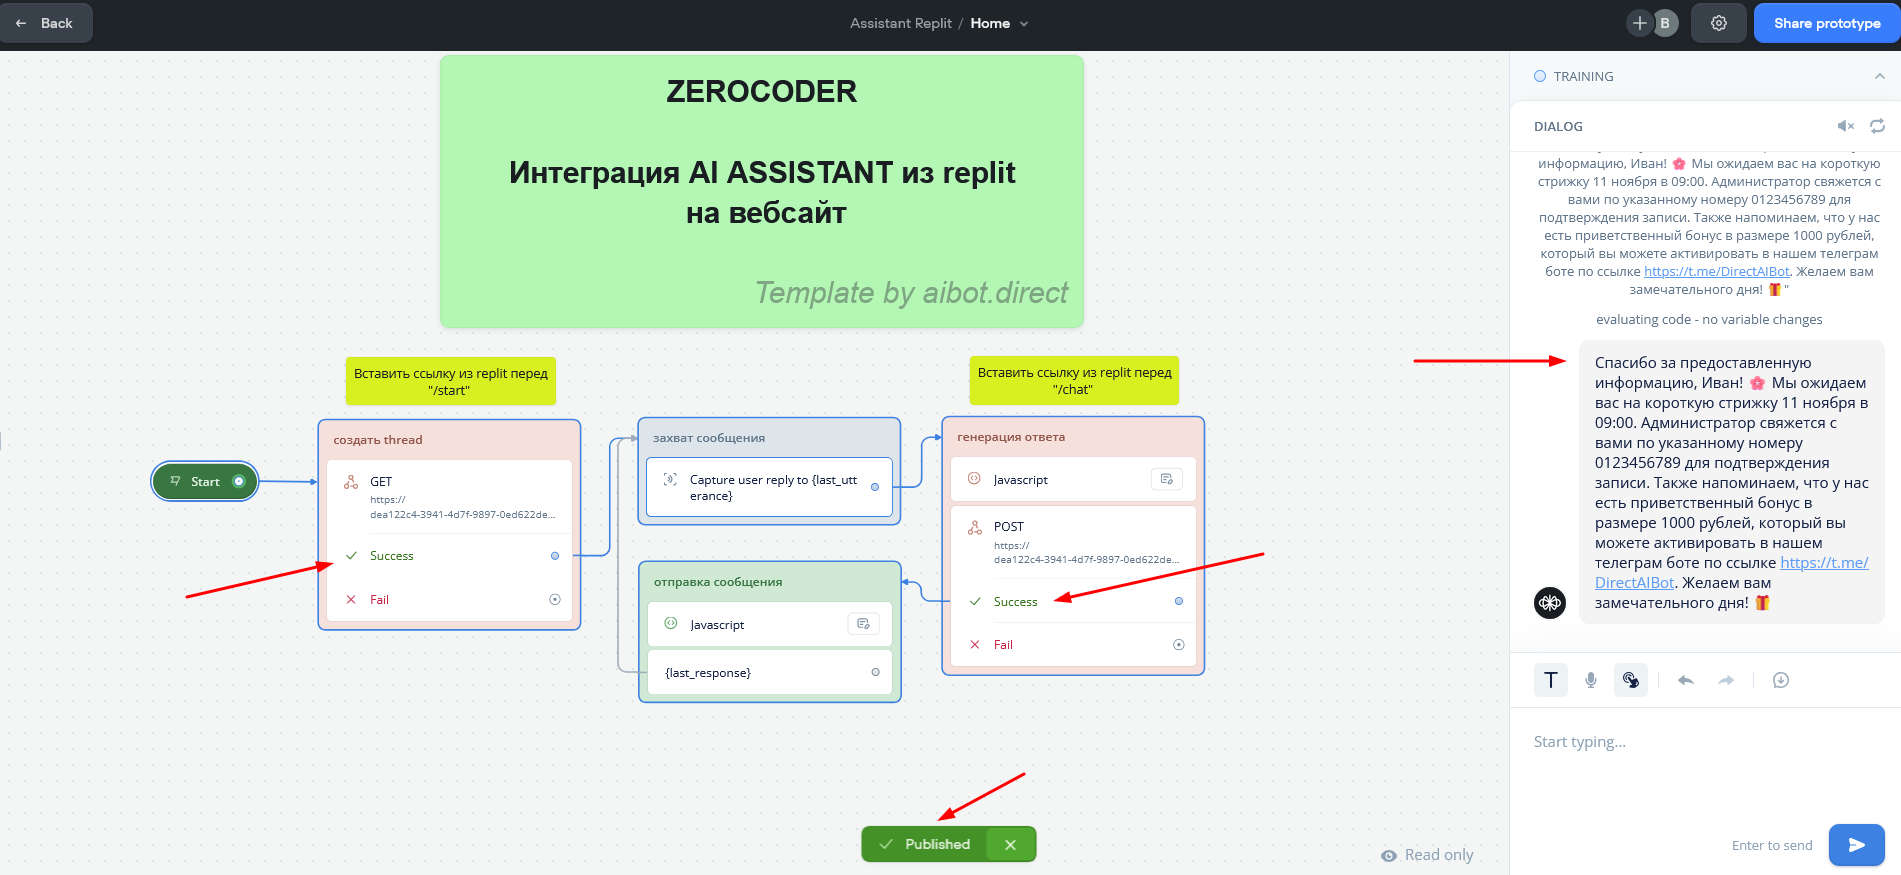 Back
Assistant Replit / Home
B
Share prototype
ZEROCODER
Интеграция AI ASSISTANT из replit
на вебсайт
Template by aibot.direct
Вставить ссылку из replit перед
"/start"
Вставить ссылку из replit перед
"/chat"
Start
создать thread
GET
https://
dea122c4-3941-4d7f-9897-0ed622de...
Success
Fail
захват сообщения
Capture user reply to {last_utt
erance}
отправка сообщения
Javascript
{last_response}
генерация ответа
Javascript
POST
https://
dea122c4-3941-4d7f-9897-0ed622de...
Success
Fail
Published
Read only
TRAINING
DIALOG
информацию, Иван! 🌸 Мы ожидаем вас на короткую
стрижку 11 ноября в 09:00. Администратор свяжется с
вами по указанному номеру 0123456789 для
подтверждения записи. Также напоминаем, что у нас
есть приветственный бонус в размере 1000 рублей,
который вы можете активировать в нашем телеграм
боте по ссылке https://t.me/DirectAIBot. Желаем вам
замечательного дня! 🎁"
evaluating code - no variable changes
Спасибо за предоставленную
информацию, Иван! 🌸 Мы ожидаем
вас на короткую стрижку 11 ноября в
09:00. Администратор свяжется с
вами по указанному номеру
0123456789 для подтверждения
записи. Также напоминаем, что у нас
есть приветственный бонус в
размере 1000 рублей, который вы
можете активировать в нашем
телеграм боте по ссылке https://t.me/
DirectAIBot. Желаем вам
замечательного дня! 🎁
Start typing...
Enter to send